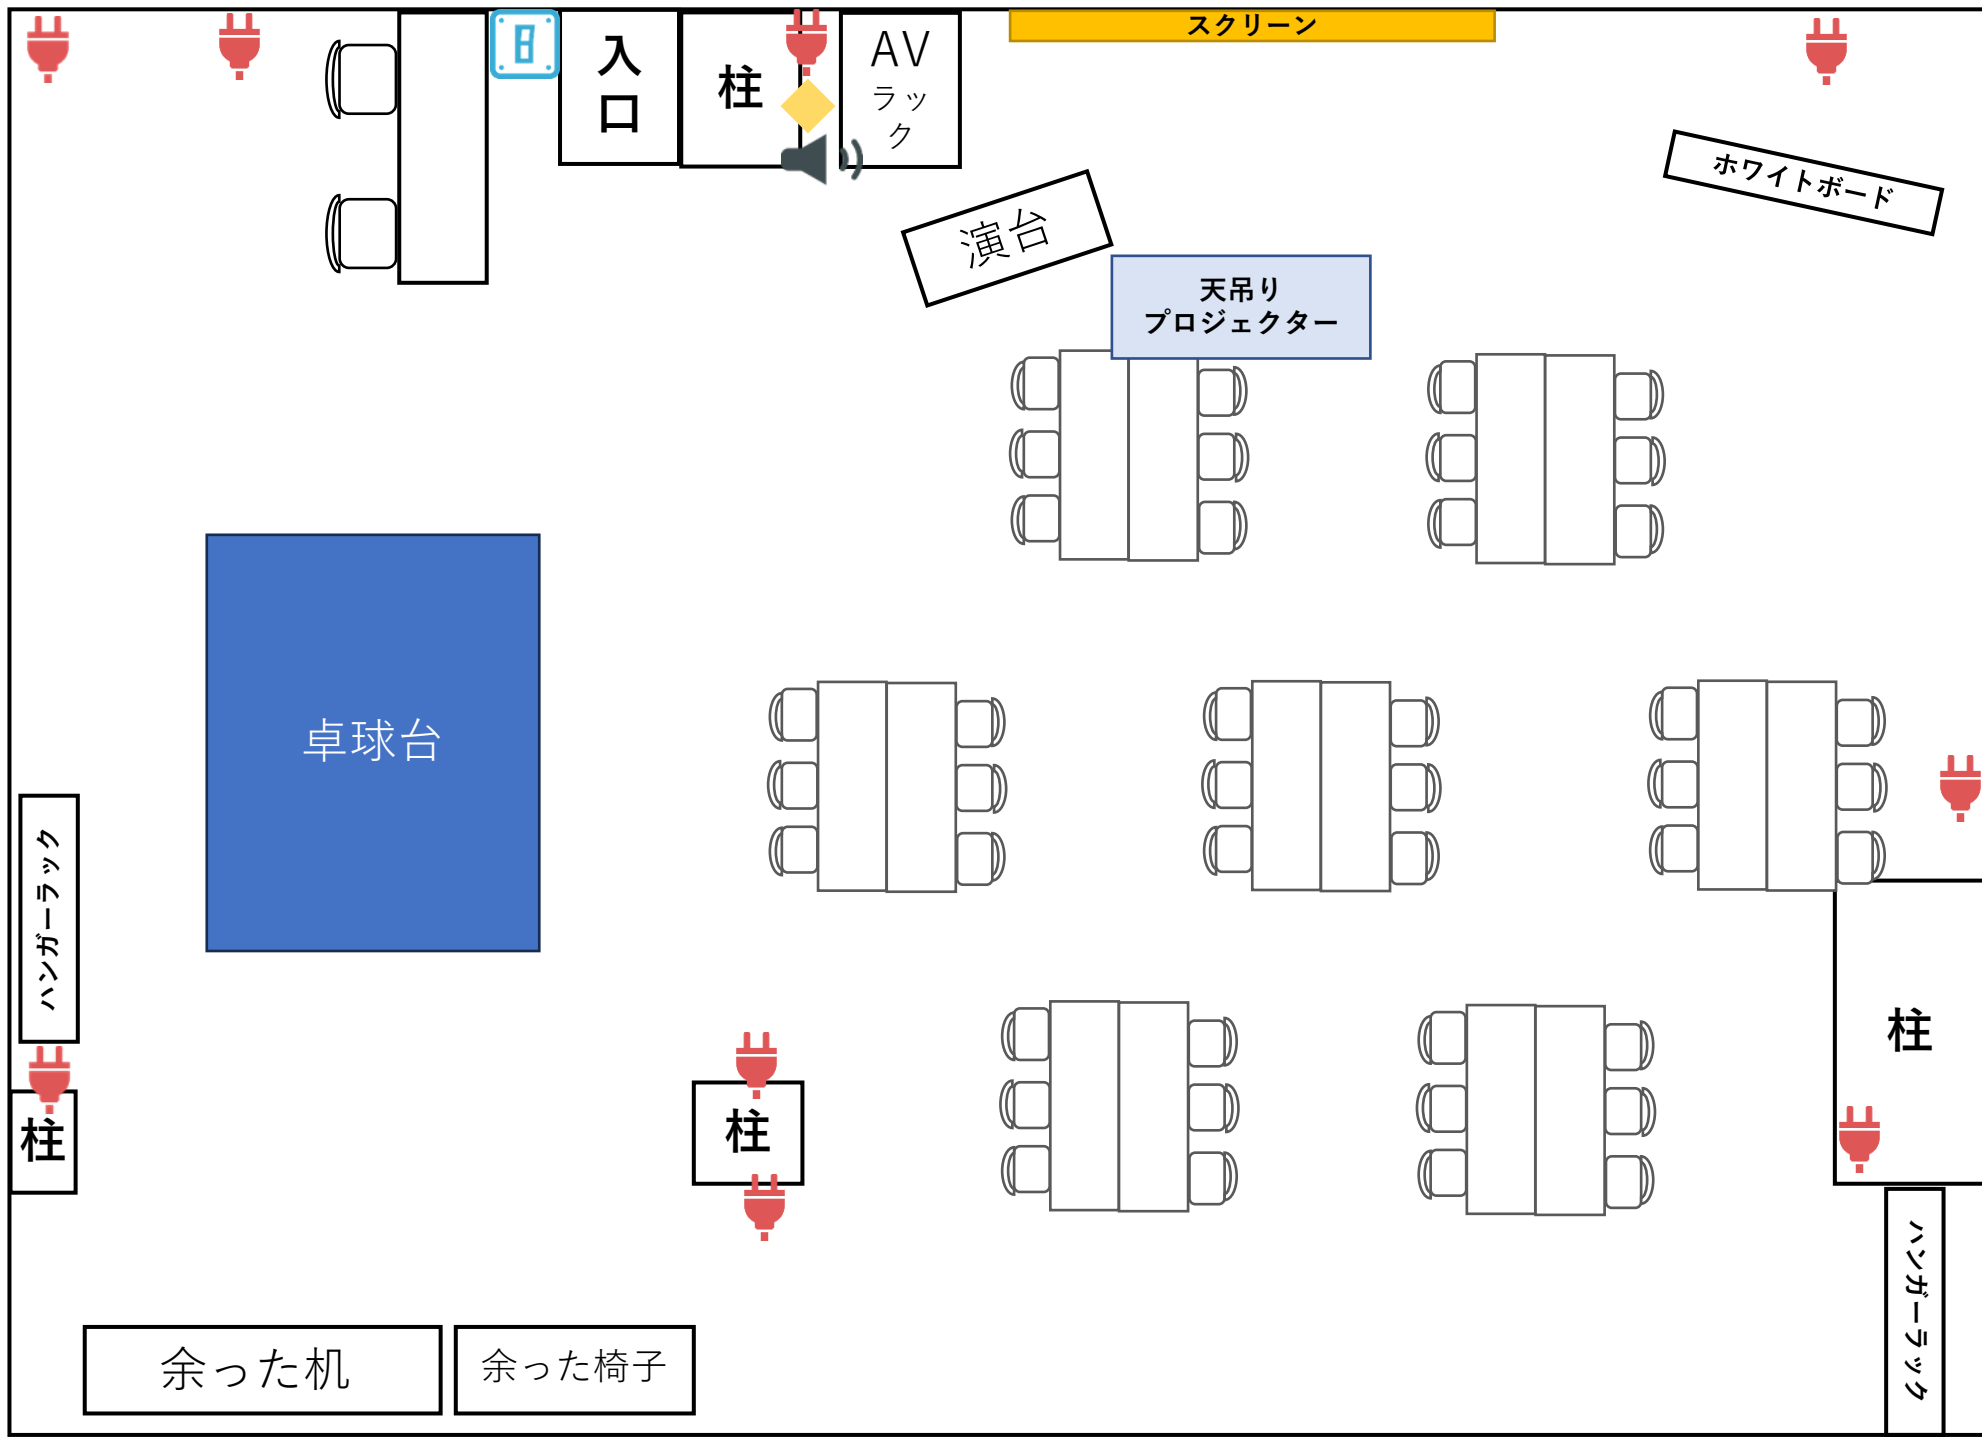 スクリーン
入
口
柱
AV
ラッ
ク
ホワイトボード
演台
天吊り
プロジェクター
卓球台
ハンガーラック
柱
柱
柱
ハンガーラック
余った机
余った椅子